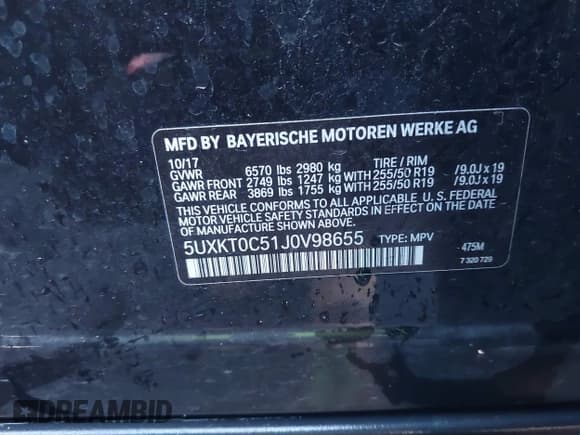 MFD BY BAYERISCHE MOTOREN WERKE AG
10/17 TIRE / RIM
GVWR 6570 lbs 2980 kg
GAWR FRONT 2749 lbs 1247 kg WITH 255/50 R19 /9.0J x 19
GAWR REAR 3869 lbs 1755 kg WITH 255/50 R19 /9.0J x 19
THIS VEHICLE CONFORMS TO ALL APPLICABLE U.S. FEDERAL
MOTOR VEHICLE SAFETY STANDARDS IN EFFECT ON THE DATE
OF MANUFACTURE SHOWN ABOVE.
5UXKT0C51J0V98655 TYPE: MPV 475M
7 320 729
DREAMBID